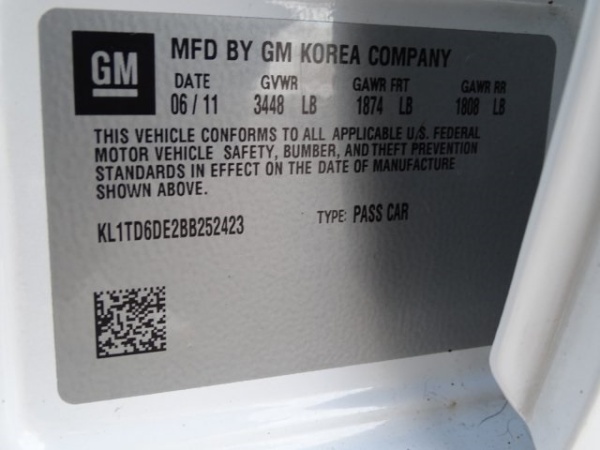 GM MFD BY GM KOREA COMPANY
DATE GVWR GAWR FRT GAWR RR
06 / 11 3448 LB 1874 LB 1808 LB
THIS VEHICLE CONFORMS TO ALL APPLICABLE U/S. FEDERAL
MOTOR VEHICLE SAFETY, BUMPER, AND THEFT PREVENTION
STANDARDS IN EFFECT ON THE DATE OF MANUFACTURE
SHOWN ABOVE.
KL1TD6DE2BB252423 TYPE: PASS CAR